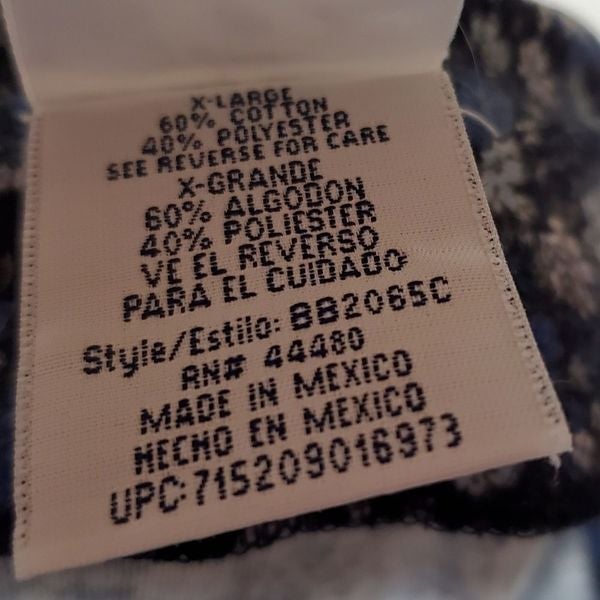 X-LARGE
60% COTTON
40% POLYESTER
SEE REVERSE FOR CARE
X-GRANDE
60% ALGODON
40% POLIESTER
VE EL REVERSO
PARA EL CUIDADO
Style/Estilo: BB2065C
RN# 44480
MADE IN MEXICO
HECHO EN MEXICO
UPC:715209016973